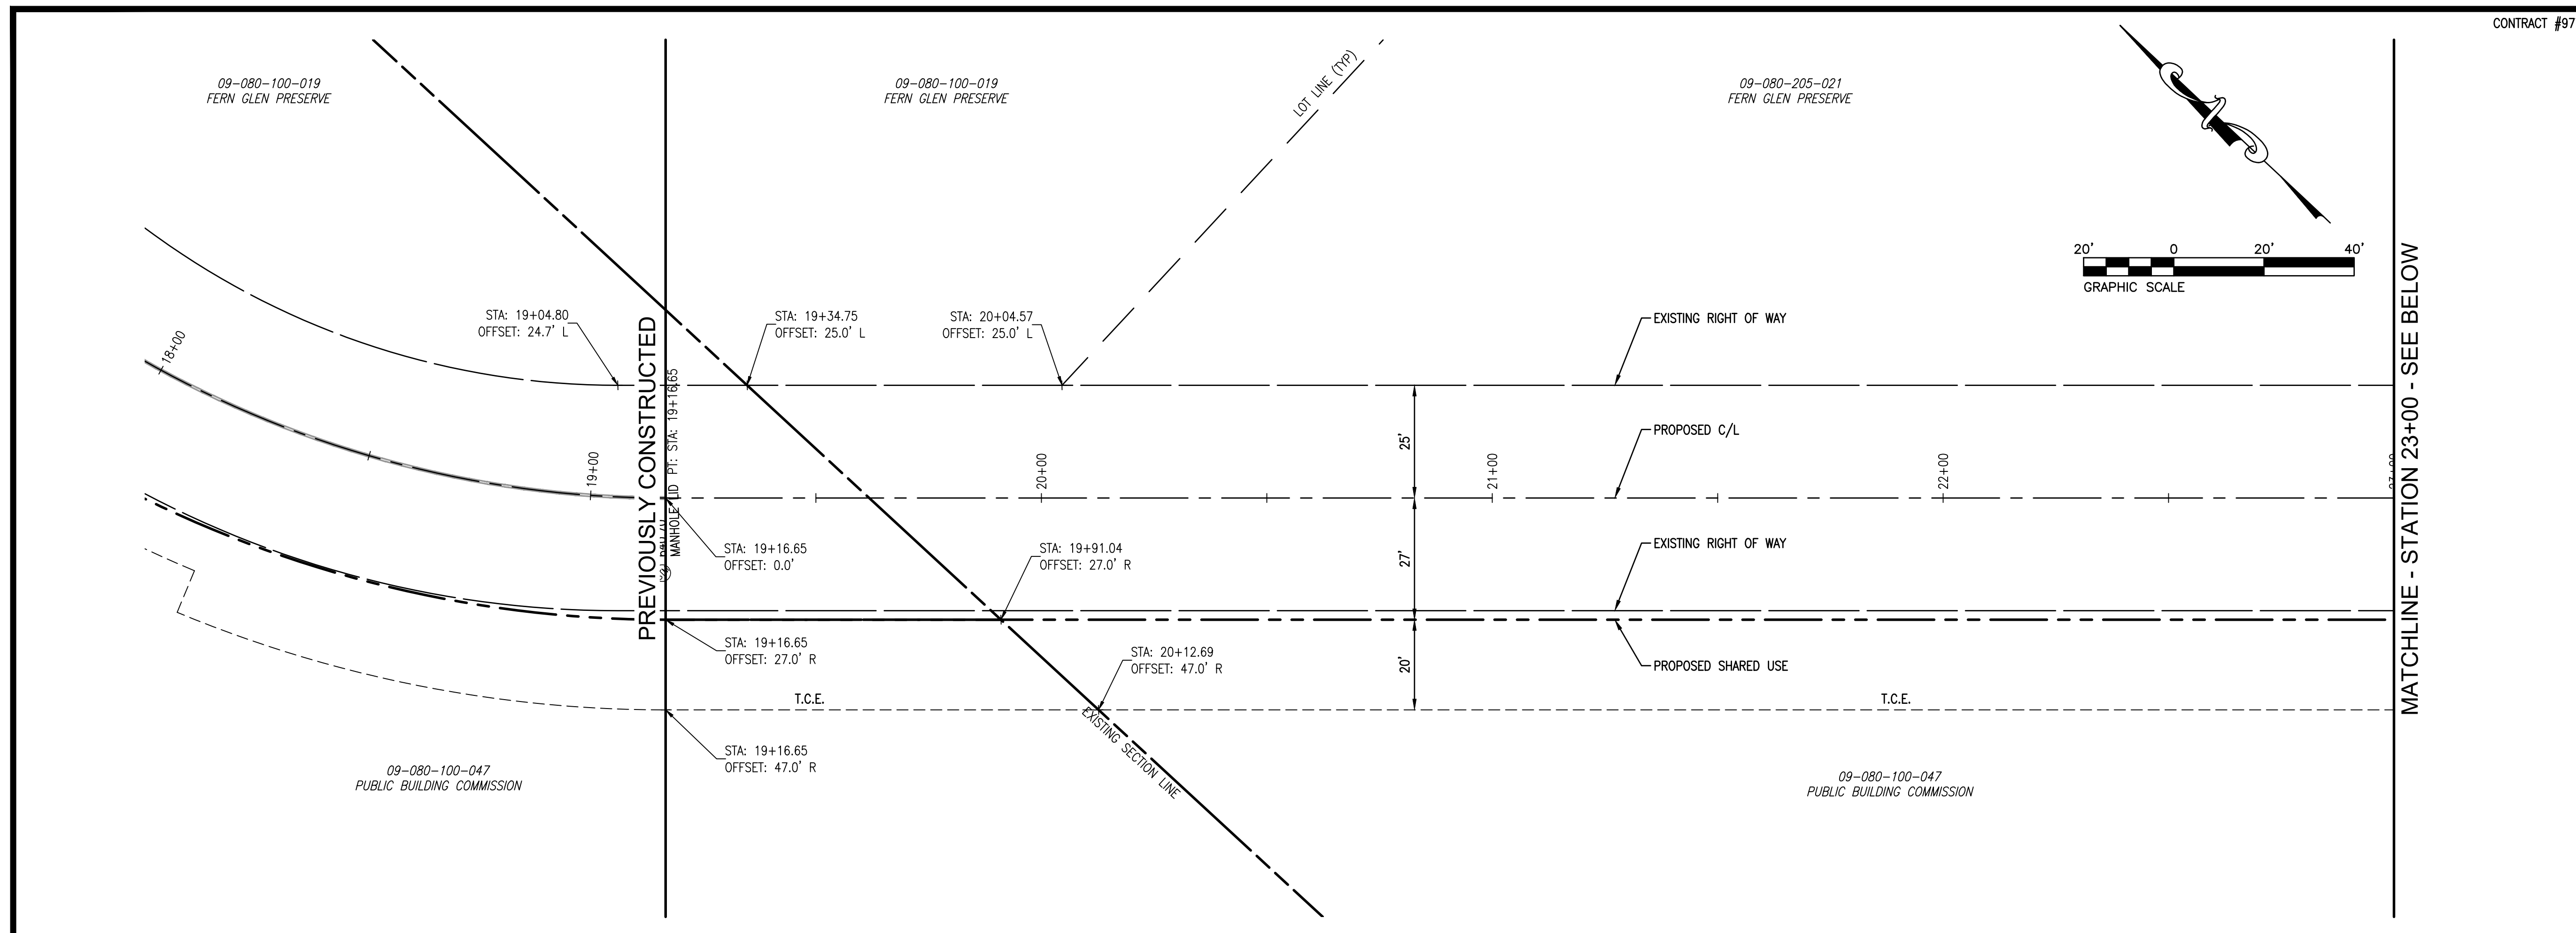 CONTRACT #97
09-080-100-019
FERN GLEN PRESERVE
09-080-100-019
FERN GLEN PRESERVE
LOT LINE (TYP)
09-080-205-021
FERN GLEN PRESERVE
20' 0 20' 40'
GRAPHIC SCALE
STA: 19+04.80
OFFSET: 24.7' L
STA: 19+34.75
OFFSET: 25.0' L
STA: 20+04.57
OFFSET: 25.0' L
EXISTING RIGHT OF WAY
18+00
PREVIOUSLY CONSTRUCTED
PT: STA: 19+16.65
MANHOLE LID
25'
PROPOSED C/L
19+00
20+00
21+00
22+00
MATCHLINE - STATION 23+00 - SEE BELOW
STA: 19+16.65
OFFSET: 0.0'
STA: 19+91.04
OFFSET: 27.0' R
27'
EXISTING RIGHT OF WAY
STA: 19+16.65
OFFSET: 27.0' R
STA: 20+12.69
OFFSET: 47.0' R
20'
PROPOSED SHARED USE
T.C.E.
T.C.E.
EXISTING SECTION LINE
STA: 19+16.65
OFFSET: 47.0' R
09-080-100-047
PUBLIC BUILDING COMMISSION
09-080-100-047
PUBLIC BUILDING COMMISSION